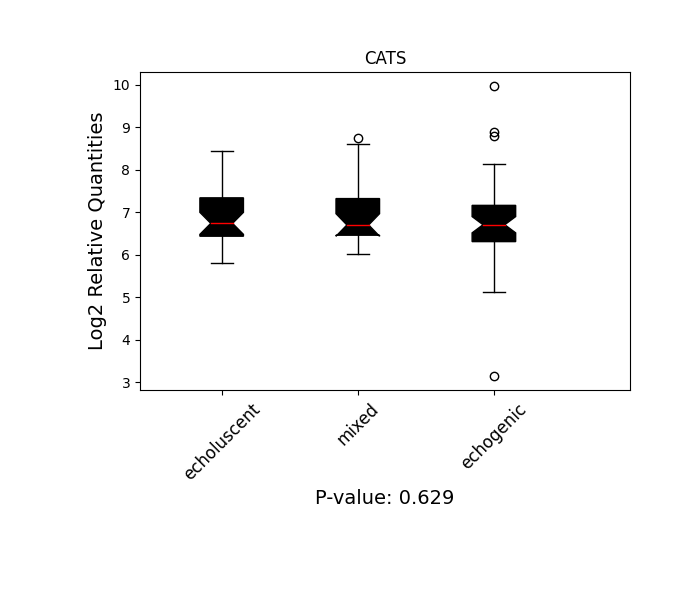 CATS
Log2 Relative Quantities
10
9
8
7
6
5
4
3
echoluscent
mixed
echogenic
P-value: 0.629